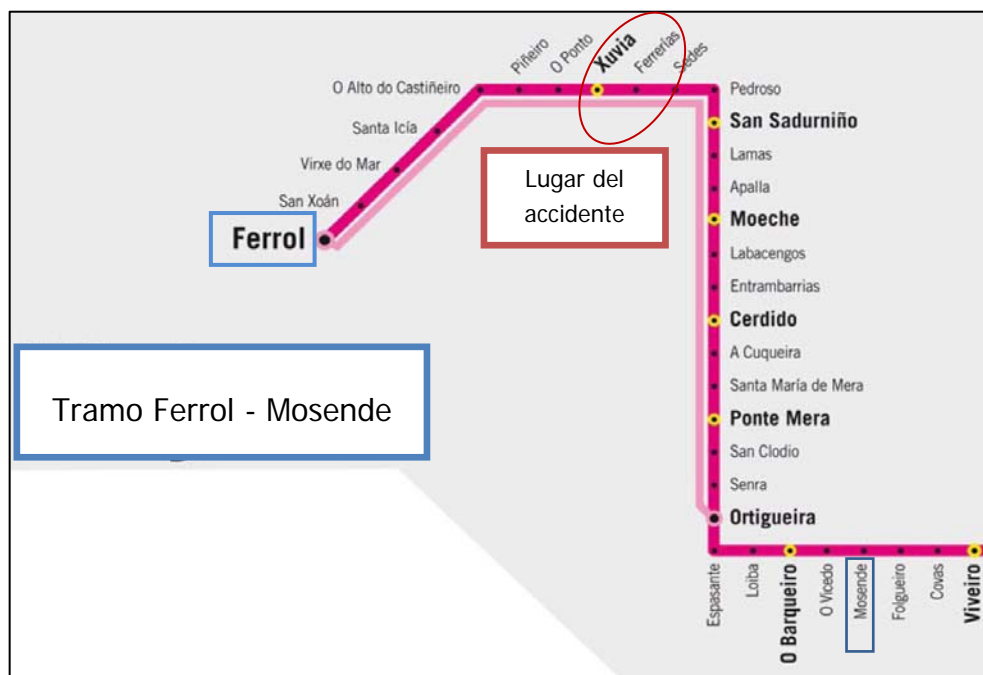 Piñeiro
O Ponto
Xuvia
Ferrerías
Sedes
O Alto do Castiñeiro
Pedroso
Santa Icía
San Sadurniño
Virxe do Mar
Lamas
Lugar del
accidente
Apalla
San Xoán
Moeche
Ferrol
Labacengos
Entrambarrias
Cerdido
A Cuqueira
Tramo Ferrol - Mosende
Santa María de Mera
Ponte Mera
San Clodio
Senra
Ortigueira
Espasante
Loiba
O Barqueiro
O Vicedo
Mosende
Folgueiro
Covas
Viveiro